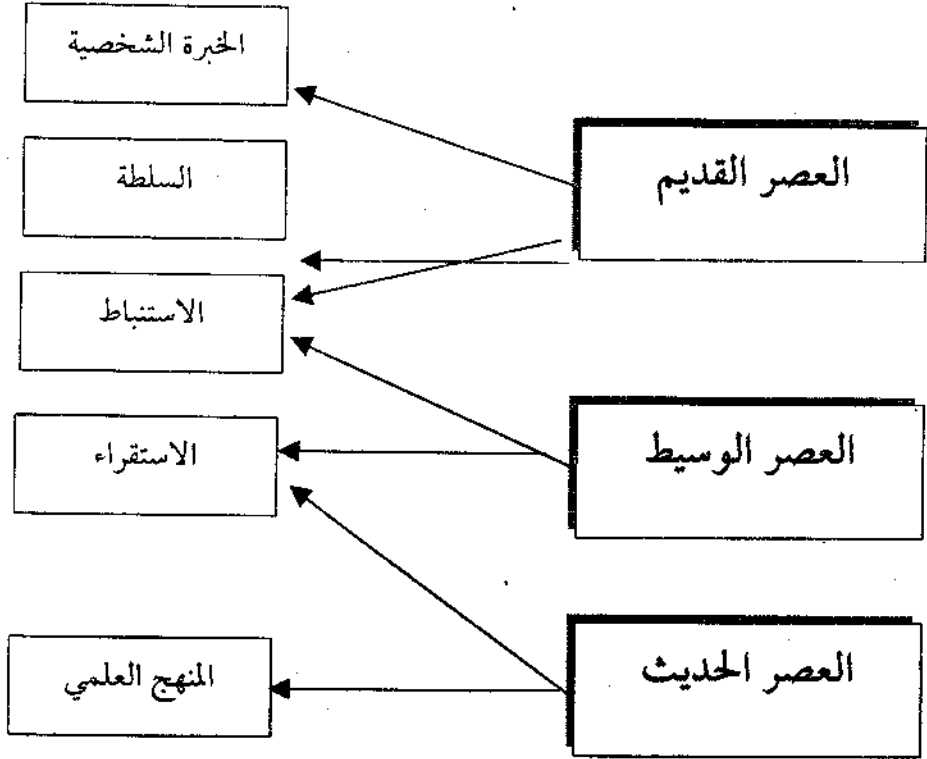 العصر القديم
العصر الوسيط
العصر الحديث
الخبرة الشخصية
السلطة
الاستنباط
الاستقراء
المنهج العلمي